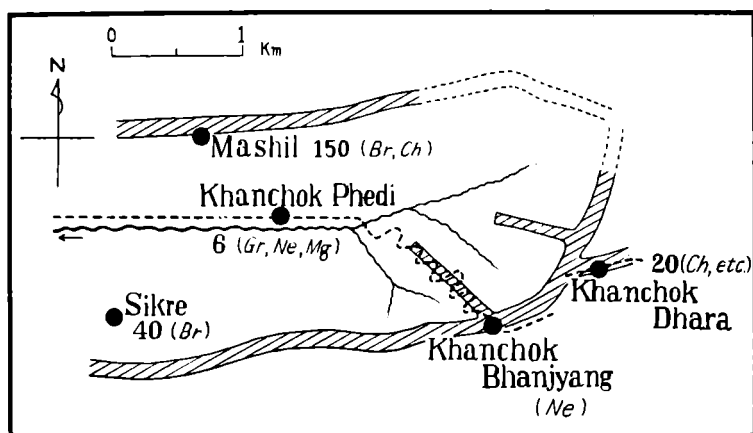 0 1
Km
N
Mashil 150 (Br, Ch)
Khanchok Phedi
6 (Gr, Ne, Mg)
20 (Ch, etc.)
Khanchok
Dhara
Sikre
40 (Br)
Khanchok
Bhanjyang
(Ne)